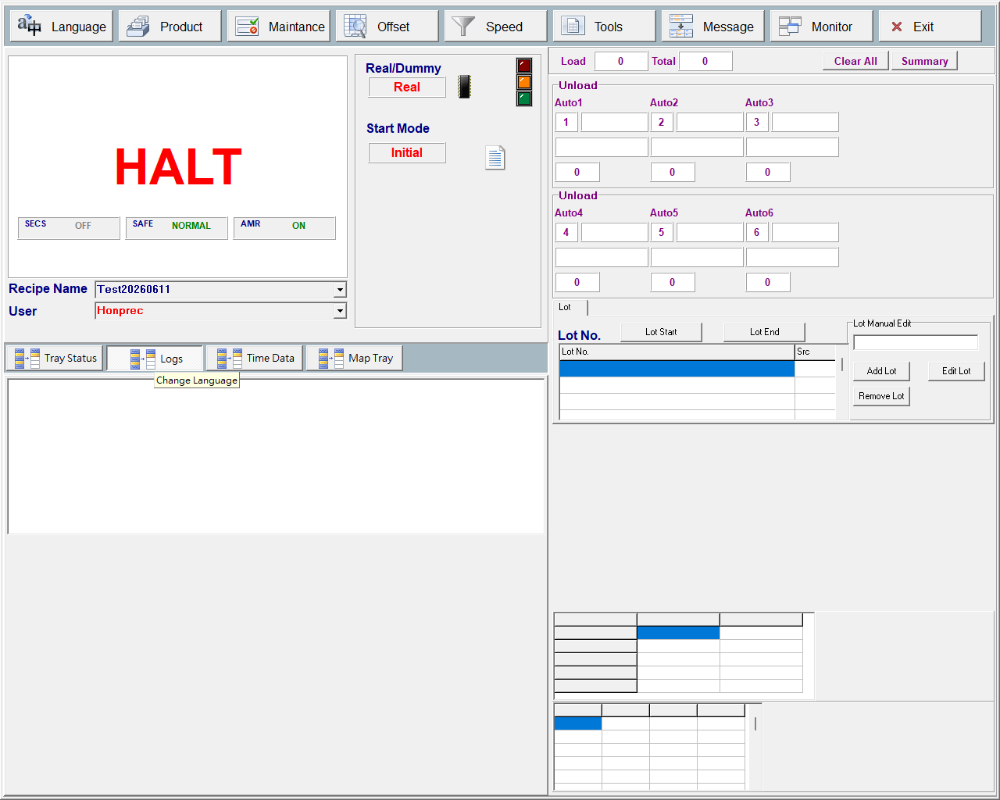 Language Product Maintance Offset Speed Tools Message Monitor Exit
Real/Dummy
Real
Start Mode
Initial
HALT
SECS OFF SAFE NORMAL AMR ON
Recipe Name Test20260611
User Honprec
Tray Status Logs Time Data Map Tray
Change Language
Load 0 Total 0 Clear All Summary
Unload
Auto1 Auto2 Auto3
1 2 3
0 0 0
Unload
Auto4 Auto5 Auto6
4 5 6
0 0 0
Lot
Lot No. Lot Start Lot End
Lot No. Src
Lot Manual Edit
Add Lot Edit Lot
Remove Lot